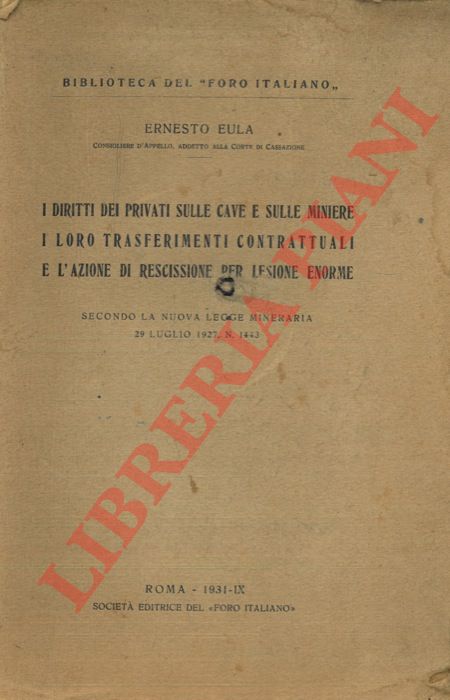 BIBLIOTECA DEL "FORO ITALIANO„
ERNESTO EULA
CONSIGLIERE D'APPELLO, ADDETTO ALLA CORTE DI CASSAZIONE
I DIRITTI DEI PRIVATI SULLE CAVE E SULLE MINIERE
I LORO TRASFERIMENTI CONTRATTUALI
E L'AZIONE DI RESCISSIONE PER LESIONE ENORME
SECONDO LA NUOVA LEGGE MINERARIA
29 LUGLIO 1927, N. 1443
LIBRERIA PIANI
ROMA - 1931-IX
SOCIETÀ EDITRICE DEL «FORO ITALIANO»